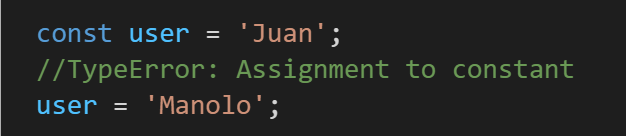 const user = 'Juan';
//TypeError: Assignment to constant
user = 'Manolo';